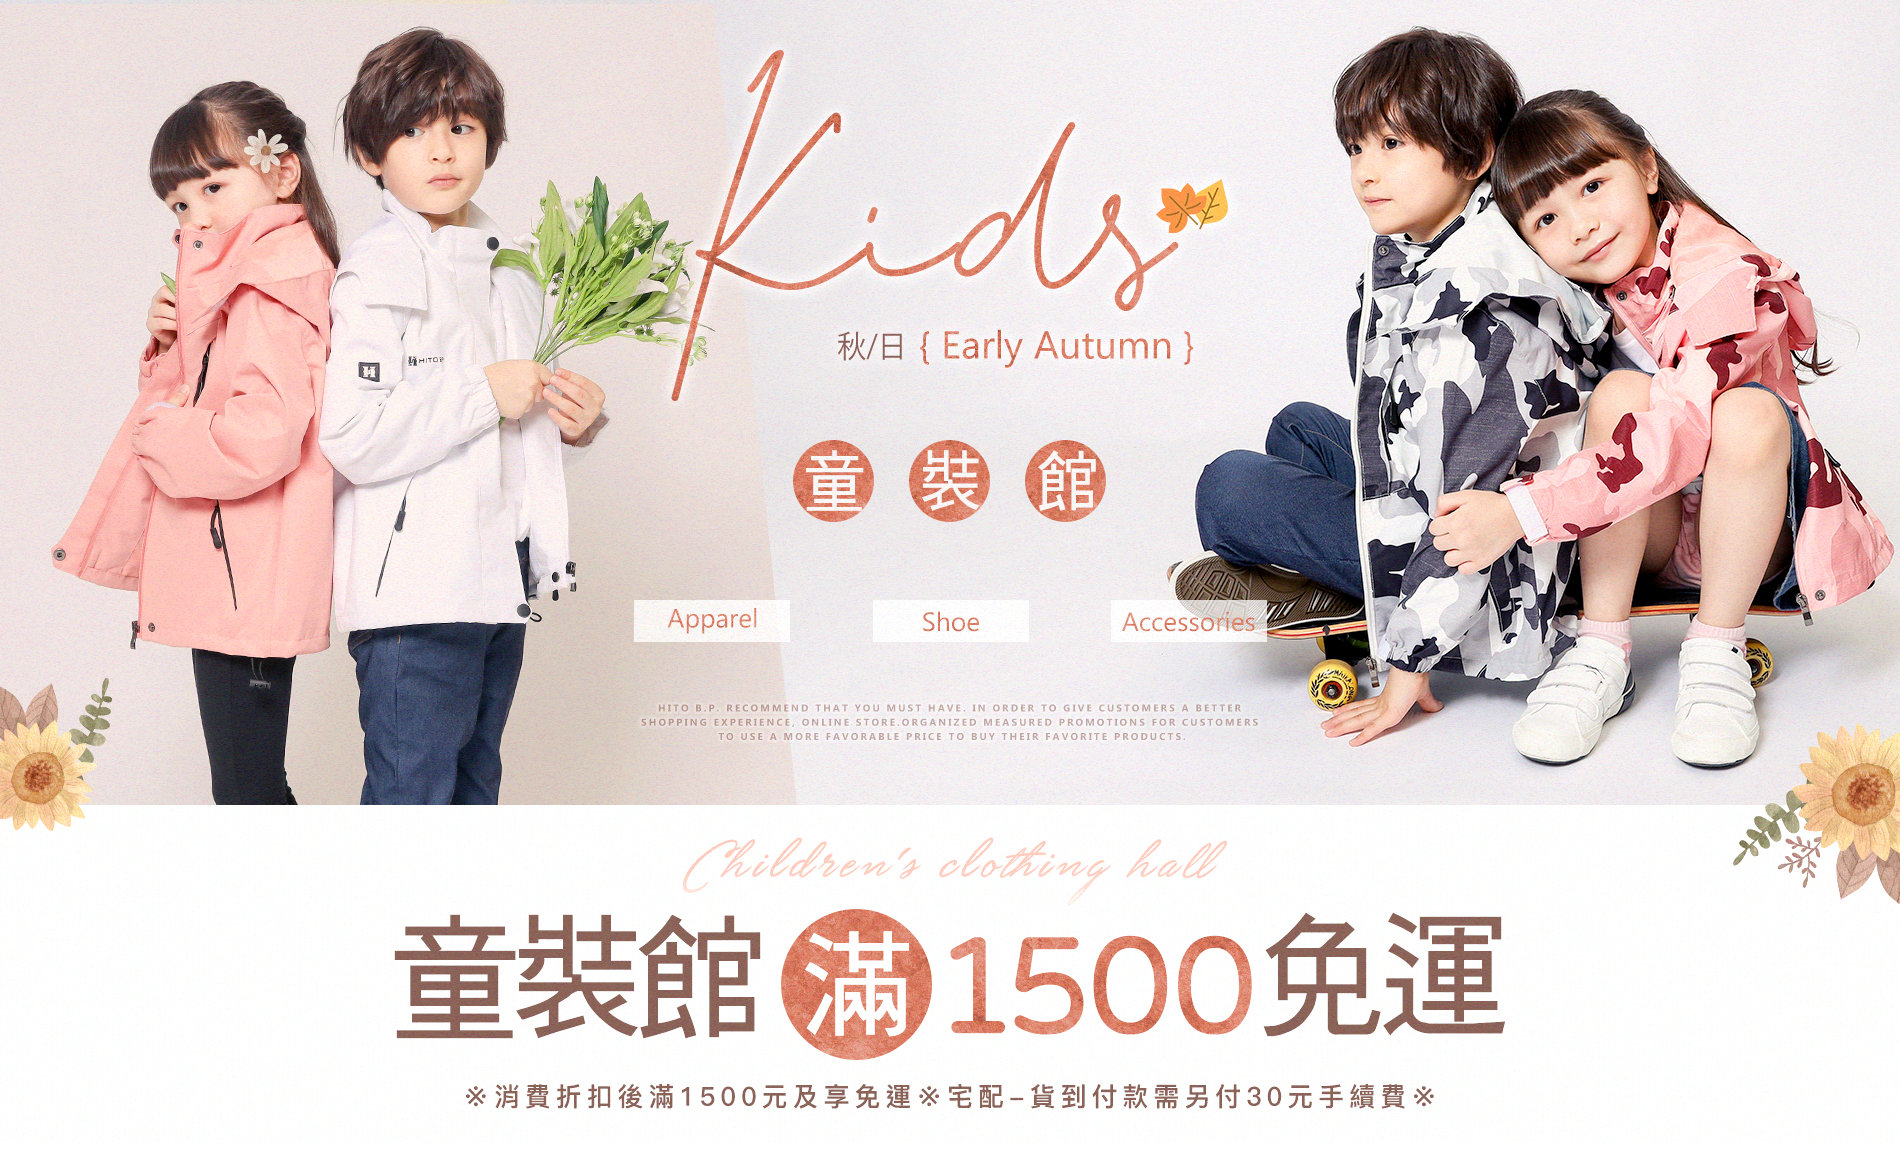 Kids
秋/日 { Early Autumn }
童 裝 館
HITO
Apparel
Shoe
Accessories
HITO B.P. RECOMMEND THAT YOU MUST HAVE. IN ORDER TO GIVE CUSTOMERS A BETTER
SHOPPING EXPERIENCE, ONLINE STORE.ORGANIZED MEASURED PROMOTIONS FOR CUSTOMERS
TO USE A MORE FAVORABLE PRICE TO BUY THEIR FAVORITE PRODUCTS.
Children's clothing hall
童裝館 滿 1500免運
※消費折扣後滿1500元及享免運※宅配–貨到付款需另付30元手續費※